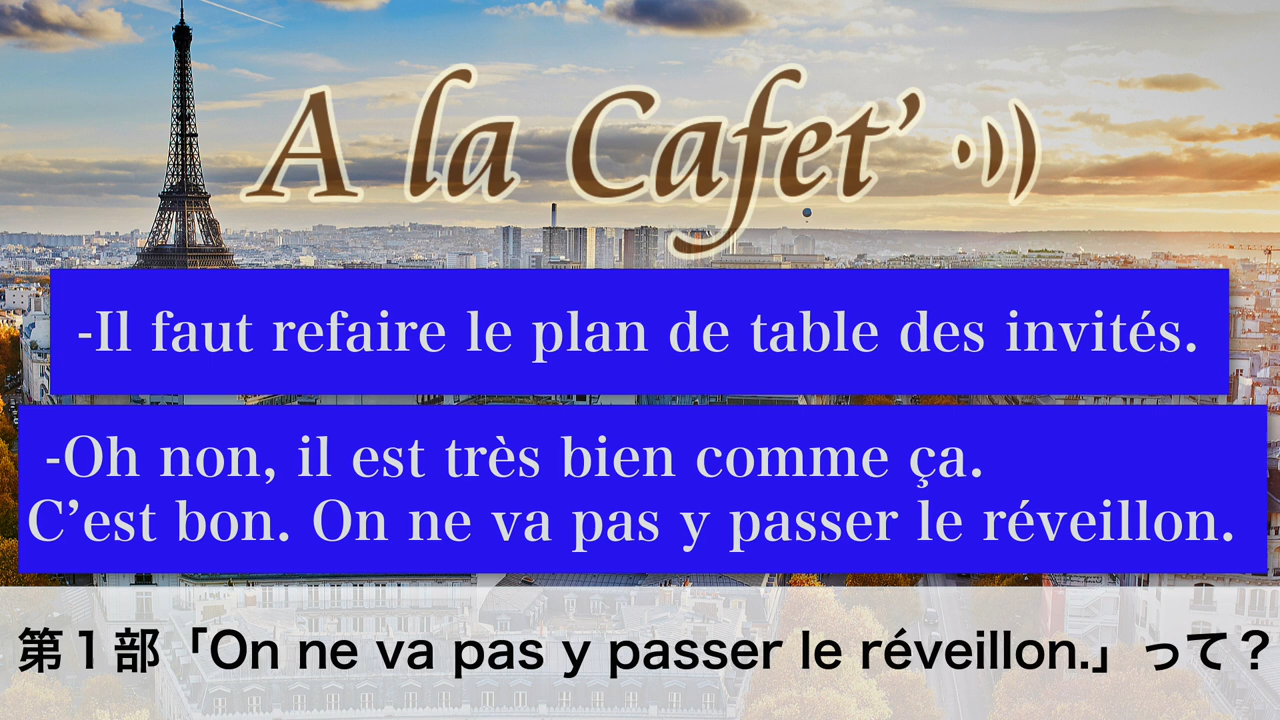 A la Cafet’
-Il faut refaire le plan de table des invités.
-Oh non, il est très bien comme ça.
C’est bon. On ne va pas y passer le réveillon.
第１部「On ne va pas y passer le réveillon.」って？